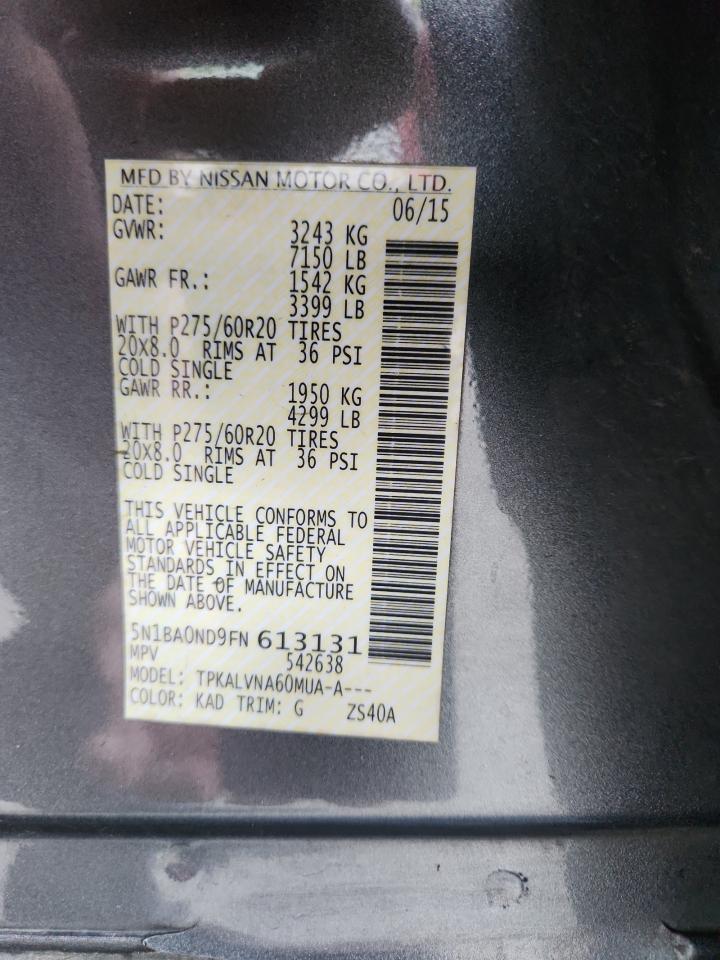 MFD BY NISSAN MOTOR CO., LTD.
DATE: 06/15
GVWR: 3243 KG
7150 LB
GAWR FR.: 1542 KG
3399 LB
WITH P275/60R20 TIRES
20X8.0 RIMS AT 36 PSI
COLD SINGLE
GAWR RR.: 1950 KG
4299 LB
WITH P275/60R20 TIRES
20X8.0 RIMS AT 36 PSI
COLD SINGLE
THIS VEHICLE CONFORMS TO
ALL APPLICABLE FEDERAL
MOTOR VEHICLE SAFETY
STANDARDS IN EFFECT ON
THE DATE OF MANUFACTURE
SHOWN ABOVE.
5N1BA0ND9FN 613131
MPV 542638
MODEL: TPKALVNA60MUA-A---
COLOR: KAD TRIM: G ZS40A